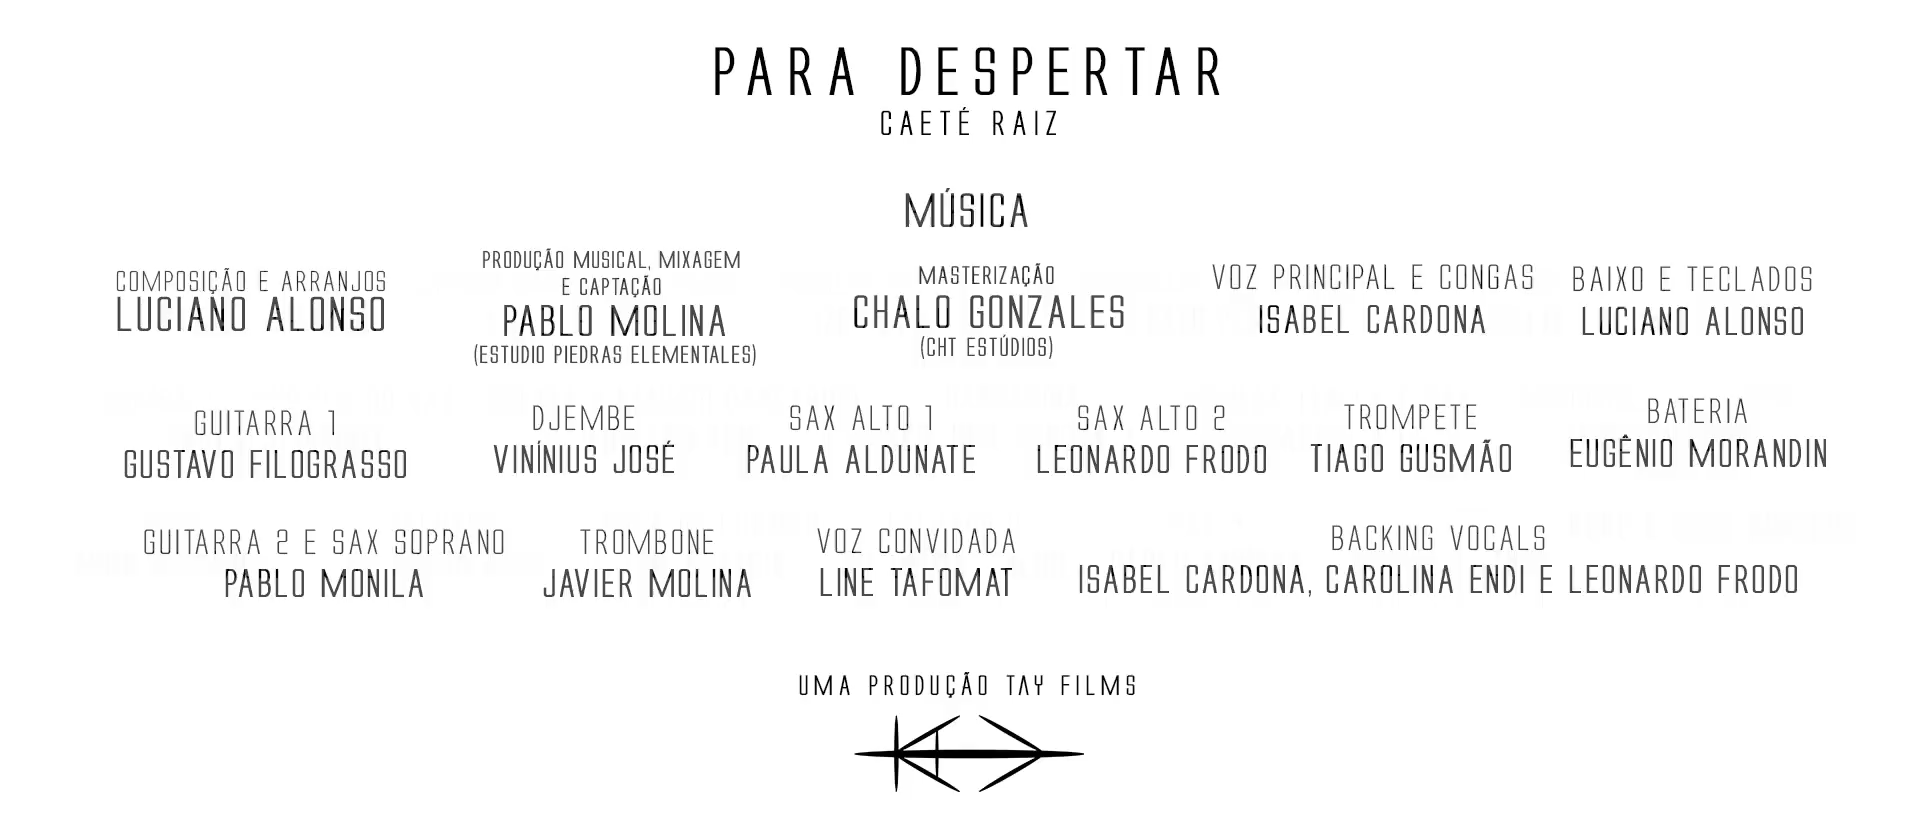 PARA DESPERTAR
CAETÉ RAIZ
MÚSICA
COMPOSIÇÃO E ARRANJOS
LUCIANO ALONSO
PRODUÇÃO MUSICAL, MIXAGEM
E CAPTAÇÃO
PABLO MOLINA
(ESTUDIO PIEDRAS ELEMENTALES)
MASTERIZAÇÃO
CHALO GONZALES
(CHT ESTÚDIOS)
VOZ PRINCIPAL E CONGAS
ISABEL CARDONA
BAIXO E TECLADOS
LUCIANO ALONSO
GUITARRA 1
GUSTAVO FILOGRASSO
DJEMBE
VINÍNIUS JOSÉ
SAX ALTO 1
PAULA ALDUNATE
SAX ALTO 2
LEONARDO FRODO
TROMPETE
TIAGO GUSMÃO
BATERIA
EUGÊNIO MORANDIN
GUITARRA 2 E SAX SOPRANO
PABLO MONILA
TROMBONE
JAVIER MOLINA
VOZ CONVIDADA
LINE TAFOMAT
BACKING VOCALS
ISABEL CARDONA, CAROLINA ENDI E LEONARDO FRODO
UMA PRODUÇÃO TAY FILMS